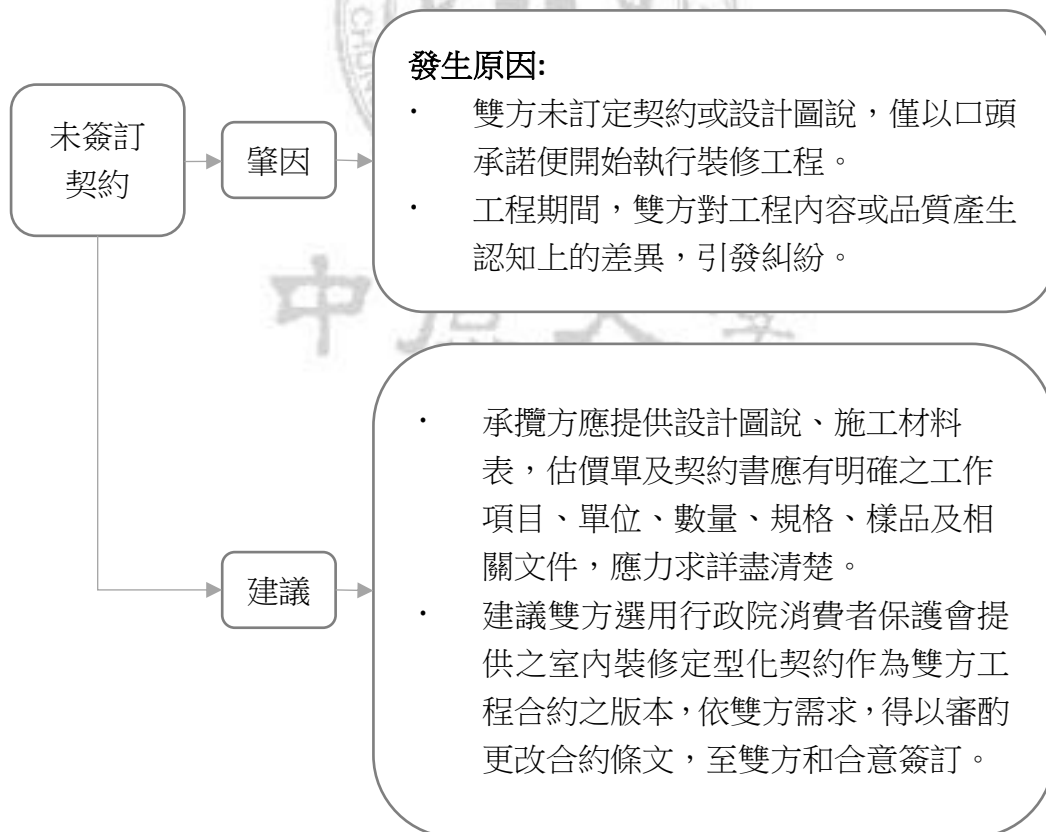 未簽訂
契約
肇因
發生原因:
· 雙方未訂定契約或設計圖說，僅以口頭
承諾便開始執行裝修工程。
· 工程期間，雙方對工程內容或品質產生
認知上的差異，引發糾紛。
建議
· 承攬方應提供設計圖說、施工材料
表，估價單及契約書應有明確之工作
項目、單位、數量、規格、樣品及相
關文件，應力求詳盡清楚。
· 建議雙方選用行政院消費者保護會提
供之室內裝修定型化契約作為雙方工
程合約之版本，依雙方需求，得以審酌
更改合約條文，至雙方和合意簽訂。